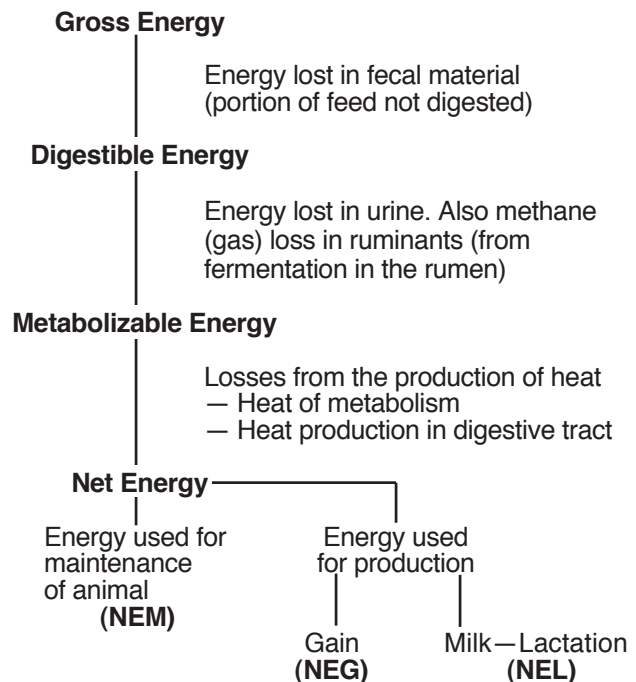 Gross Energy
Energy lost in fecal material
(portion of feed not digested)
Digestible Energy
Energy lost in urine. Also methane
(gas) loss in ruminants (from
fermentation in the rumen)
Metabolizable Energy
Losses from the production of heat
— Heat of metabolism
— Heat production in digestive tract
Net Energy
Energy used for
maintenance
of animal
(NEM)
Energy used
for production
Gain
(NEG)
Milk—Lactation
(NEL)